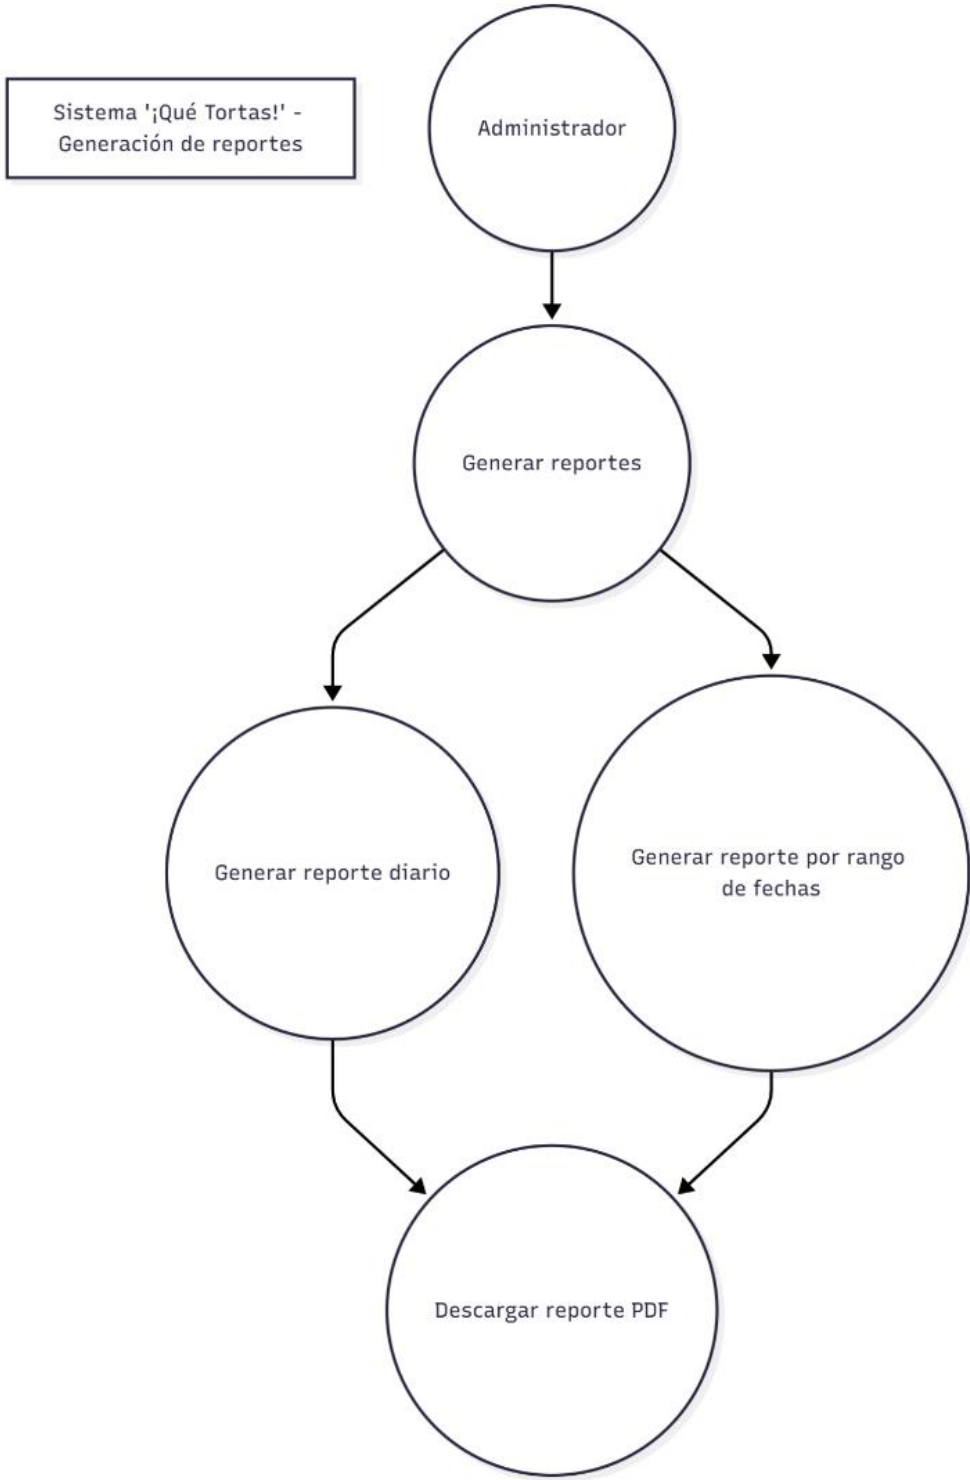 Sistema '¡Qué Tortas!' -
Generación de reportes
Administrador
Generar reportes
Generar reporte diario
Generar reporte por rango
de fechas
Descargar reporte PDF